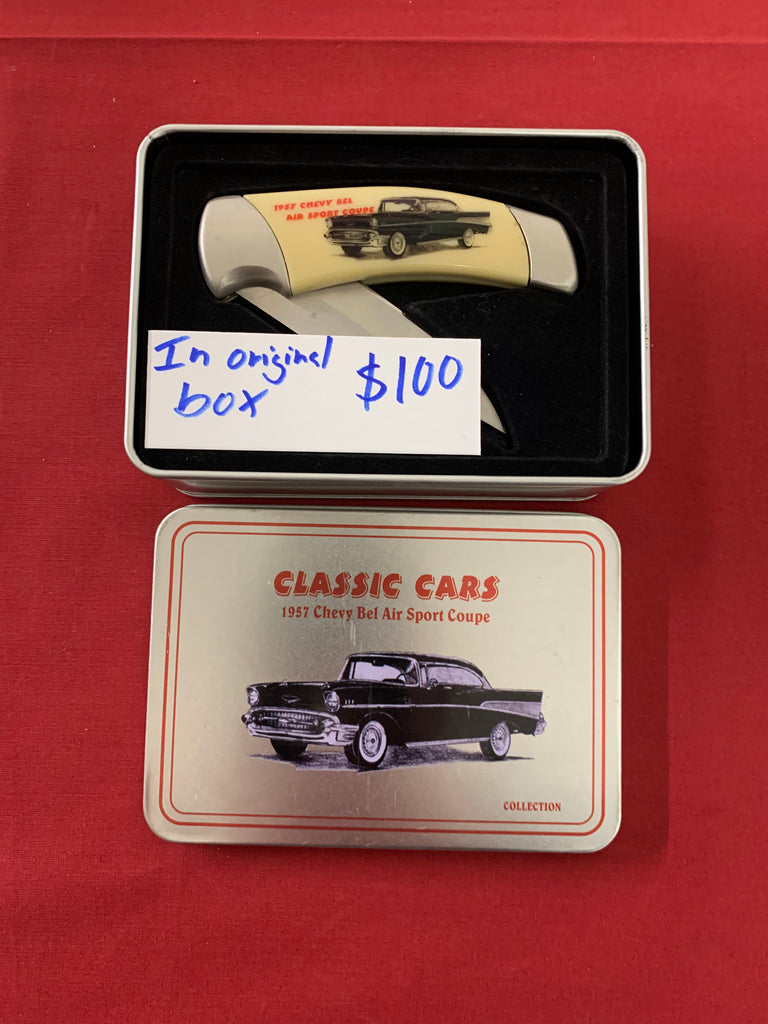 1957 CHEVY BEL
AIR SPORT COUPE
In original
box
$100
CLASSIC CARS
1957 Chevy Bel Air Sport Coupe
COLLECTION